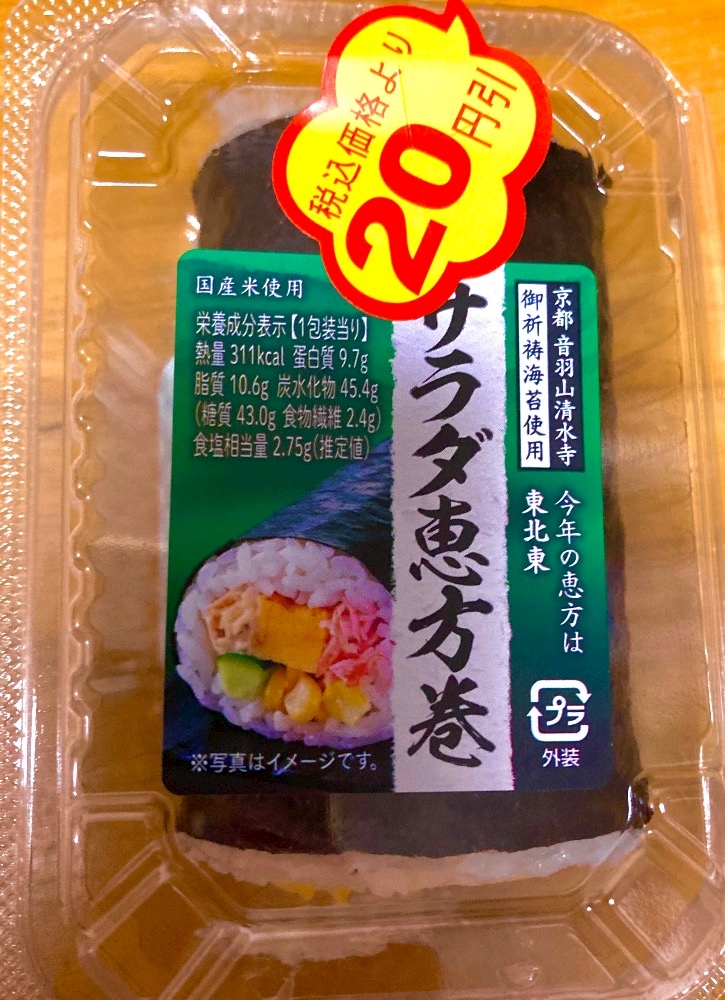 税込価格より
20円引
国産米使用
栄養成分表示【1包装当り】
熱量 311kcal 蛋白質 9.7g
脂質 10.6g 炭水化物 45.4g
(糖質 43.0g 食物繊維 2.4g)
食塩相当量 2.75g(推定値)
京都 音羽山清水寺
御祈祷海苔使用
サラダ恵方巻
今年の恵方は
東北東
プラ
外装
※写真はイメージです。